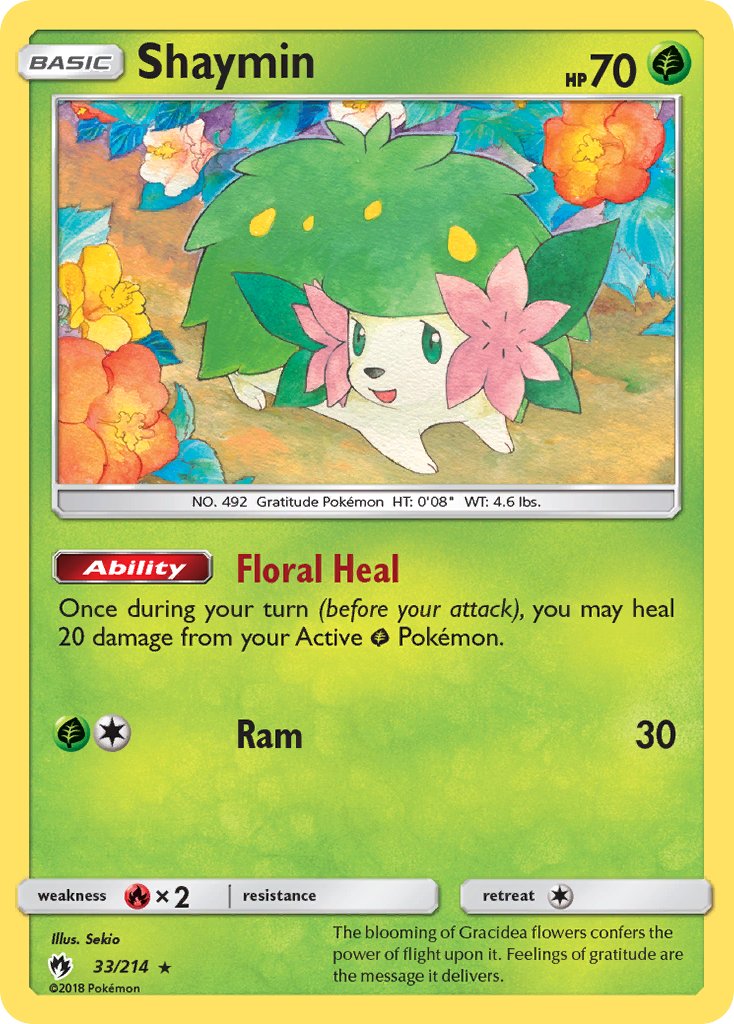 BASIC Shaymin HP 70
NO. 492 Gratitude Pokémon HT: 0'08" WT: 4.6 lbs.
Ability Floral Heal
Once during your turn (before your attack), you may heal
20 damage from your Active Pokémon.
Ram 30
weakness × 2 resistance retreat
Illus. Sekio
33/214 ★
©2018 Pokémon
The blooming of Gracidea flowers confers the
power of flight upon it. Feelings of gratitude are
the message it delivers.